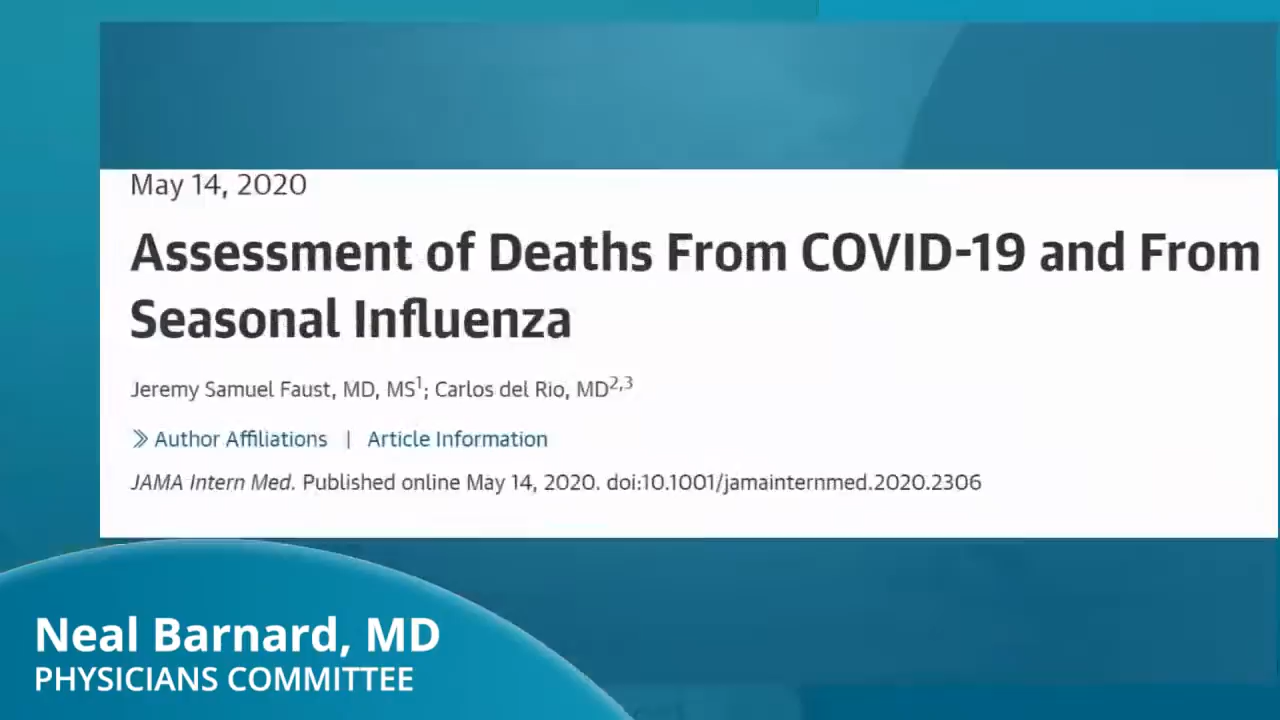 May 14, 2020
Assessment of Deaths From COVID-19 and From
Seasonal Influenza
Jeremy Samuel Faust, MD, MS1; Carlos del Rio, MD2,3
» Author Affiliations | Article Information
JAMA Intern Med. Published online May 14, 2020. doi:10.1001/jamainternmed.2020.2306
Neal Barnard, MD
PHYSICIANS COMMITTEE